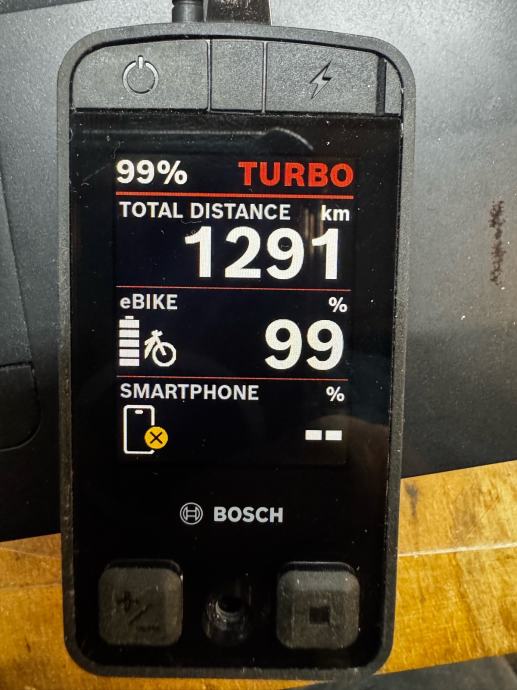 99% TURBO
TOTAL DISTANCE km
1291
eBIKE %
99
SMARTPHONE %
--
BOSCH